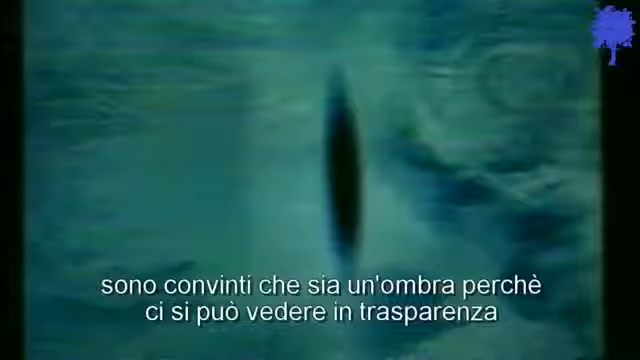 sono convinti che sia un'ombra perchè
ci si può vedere in trasparenza